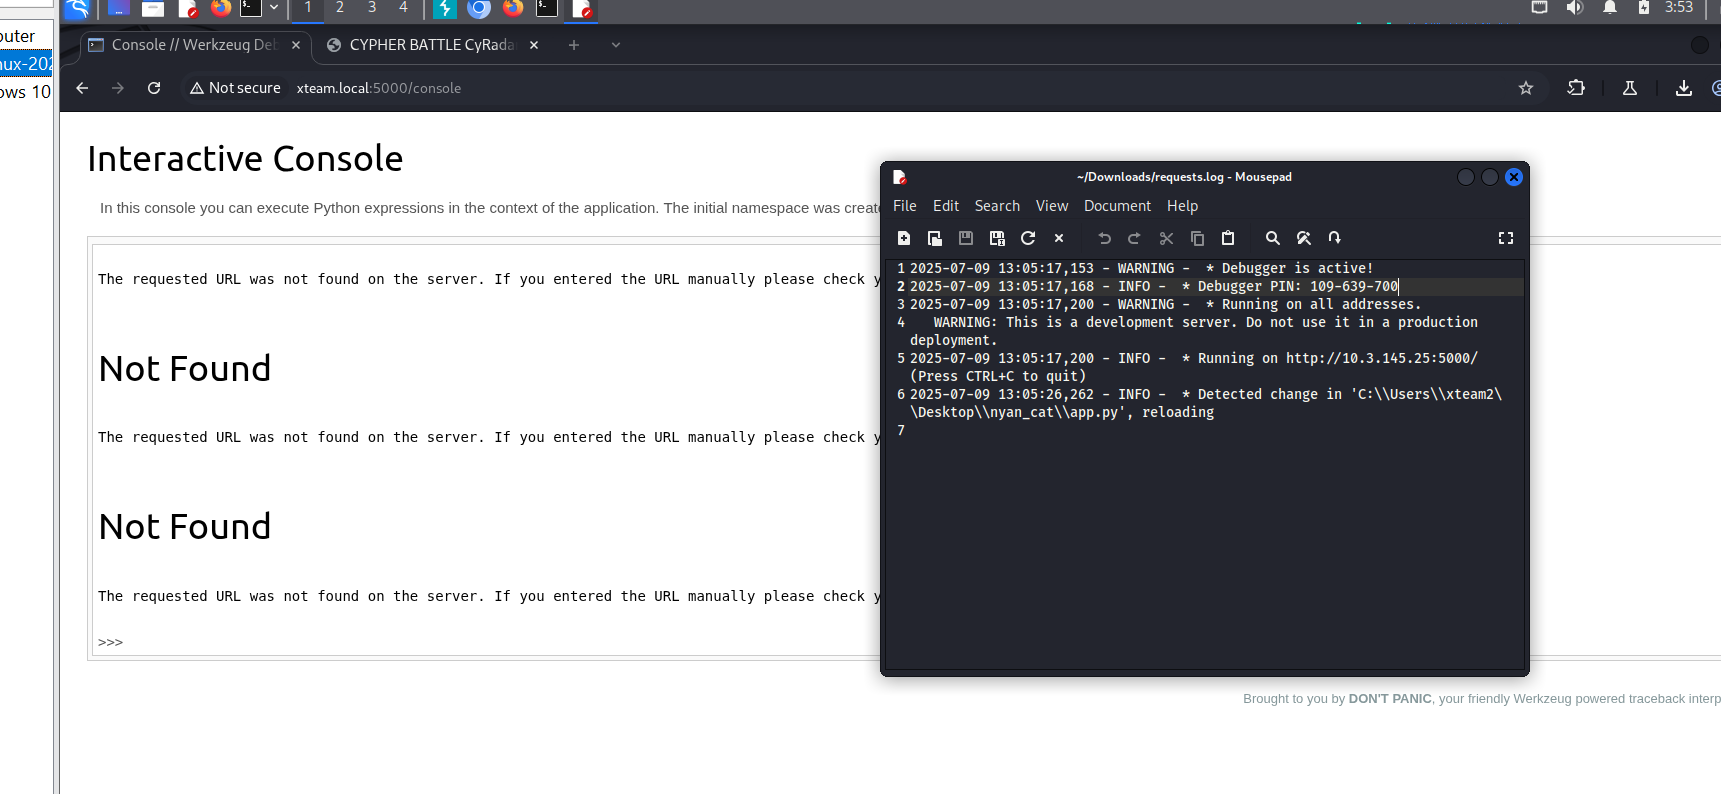 1 2 3 4 3:53
puter
nux-202
ows 10
Console // Werkzeug Deb CYPHER BATTLE CyRada
Not secure xteam.local:5000/console
Interactive Console
In this console you can execute Python expressions in the context of the application. The initial namespace was create
The requested URL was not found on the server. If you entered the URL manually please check y
Not Found
The requested URL was not found on the server. If you entered the URL manually please check y
Not Found
The requested URL was not found on the server. If you entered the URL manually please check y
>>>
Brought to you by DON'T PANIC, your friendly Werkzeug powered traceback interp
~/Downloads/requests.log - Mousepad
File Edit Search View Document Help
1 2025-07-09 13:05:17,153 - WARNING -  * Debugger is active!
2 2025-07-09 13:05:17,168 - INFO -  * Debugger PIN: 109-639-700
3 2025-07-09 13:05:17,200 - WARNING -  * Running on all addresses.
4    WARNING: This is a development server. Do not use it in a production
deployment.
5 2025-07-09 13:05:17,200 - INFO -  * Running on http://10.3.145.25:5000/
(Press CTRL+C to quit)
6 2025-07-09 13:05:26,262 - INFO -  * Detected change in 'C:\\Users\\xteam2\
\Desktop\\nyan_cat\\app.py', reloading
7